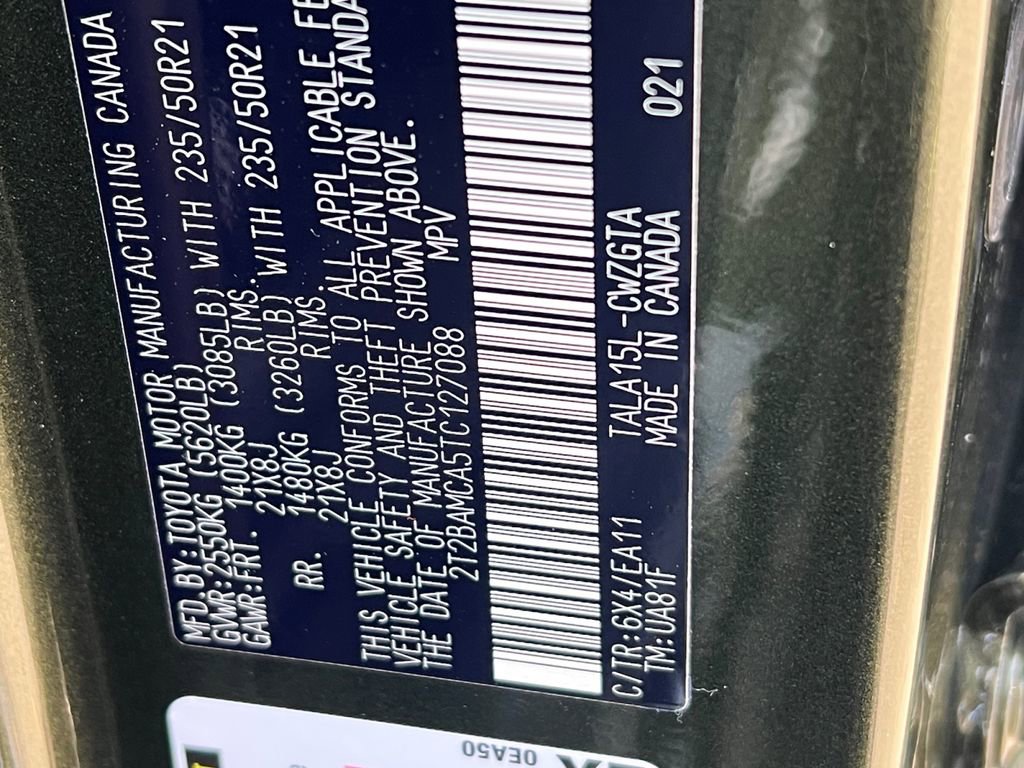 MFD.BY:TOYOTA MOTOR MANUFACTURING CANADA
GVWR:2550KG (5620LB)
GAWR:FRT. 1400KG (3085LB) WITH 235/50R21
21X8J RIMS.
RR. 1480KG (3260LB) WITH 235/50R21
21X8J RIMS.
THIS VEHICLE CONFORMS TO ALL APPLICABLE FE
VEHICLE SAFETY AND THEFT PREVENTION STANDA
THE DATE OF MANUFACTURE SHOWN ABOVE.
2T2BAMCA5TC127088 MPV
C/TR:6X4/EA11 TALA15L-CWZGTA 021
TM:UA81F MADE IN CANADA
0EA50